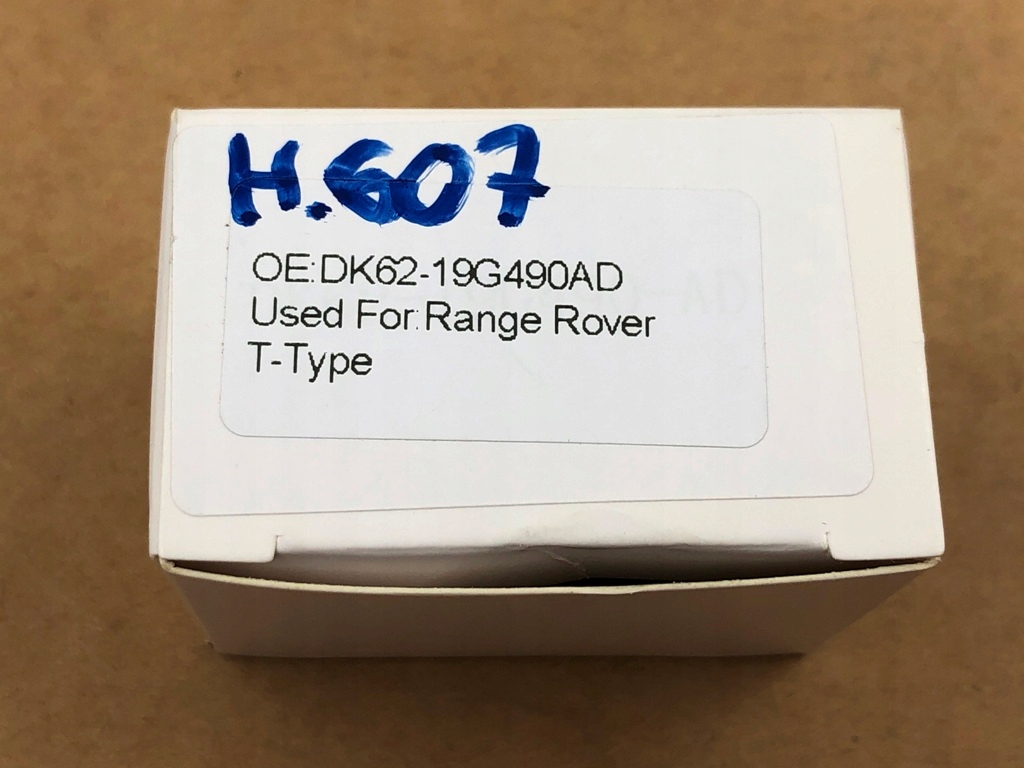 H.607
OE:DK62-19G490AD
Used For:Range Rover
T-Type